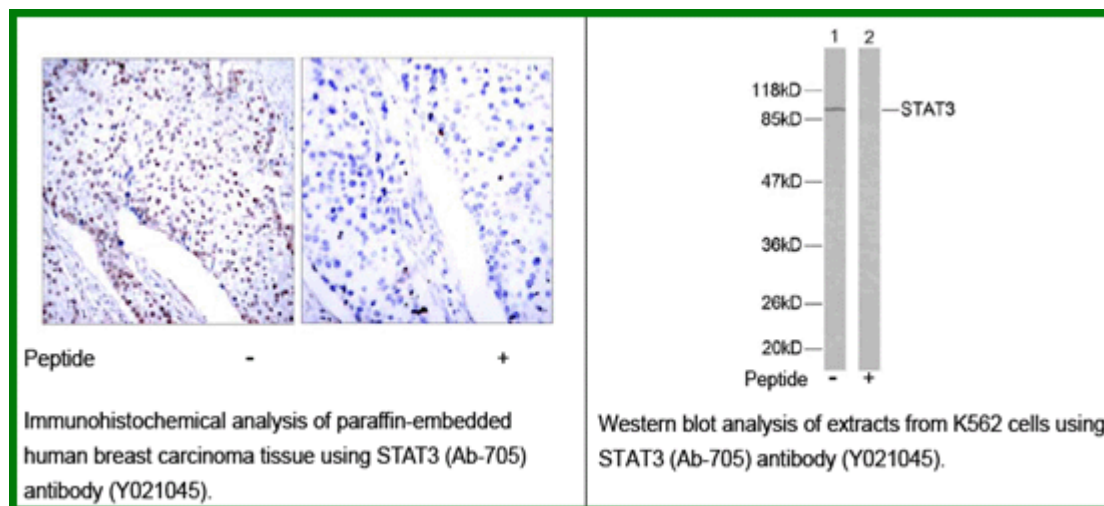 Peptide - +
Immunohistochemical analysis of paraffin-embedded
human breast carcinoma tissue using STAT3 (Ab-705)
antibody (Y021045).
1 2
118kD
STAT3
85kD
47kD
36kD
26kD
20kD
Peptide - +
Western blot analysis of extracts from K562 cells using
STAT3 (Ab-705) antibody (Y021045).